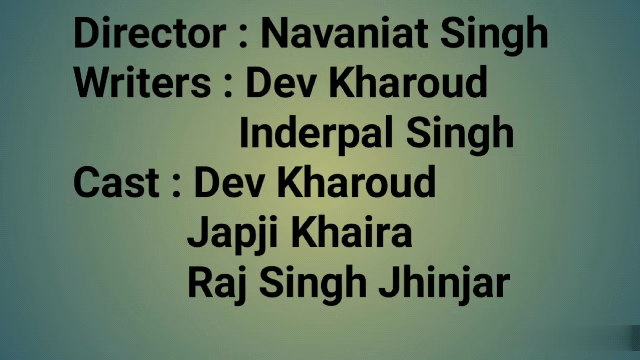 Director : Navaniat Singh
Writers : Dev Kharoud
Inderpal Singh
Cast : Dev Kharoud
Japji Khaira
Raj Singh Jhinjar